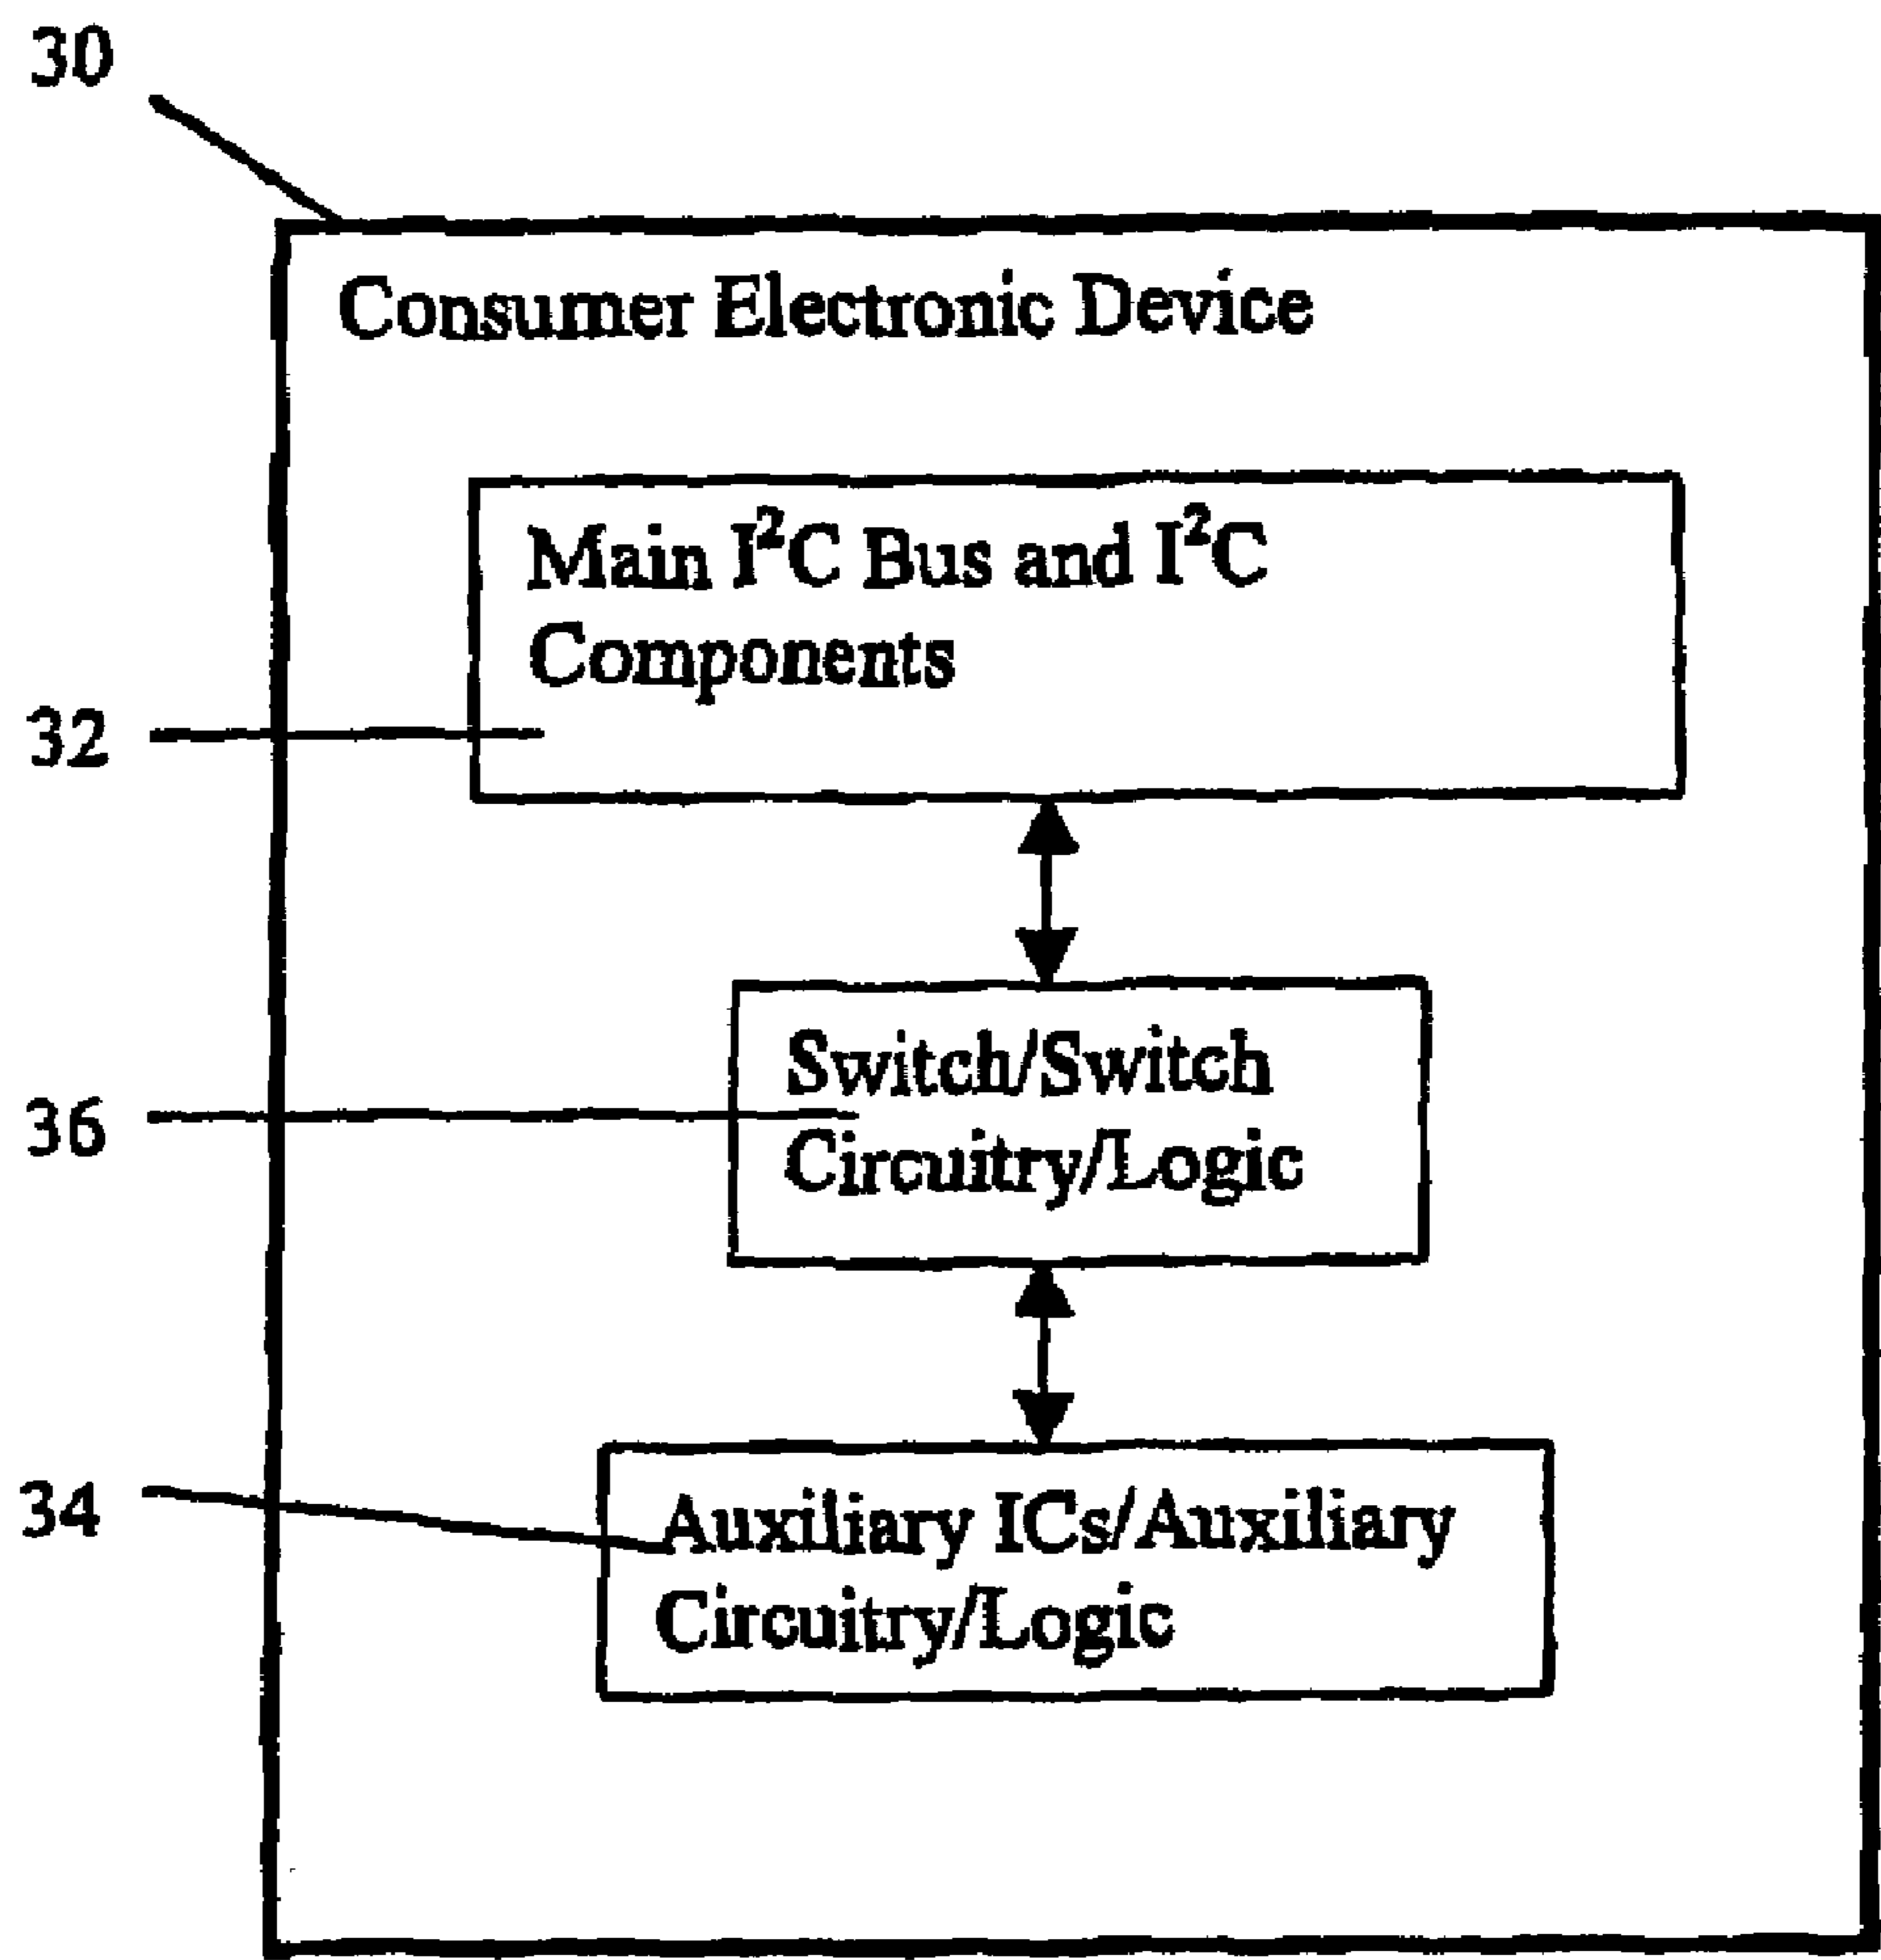 30
Consumer Electronic Device
Main I²C Bus and I²C
Components
32
Switch/Switch
36
Circuitry/Logic
34
Auxiliary ICs/Auxiliary
Circuitry/Logic